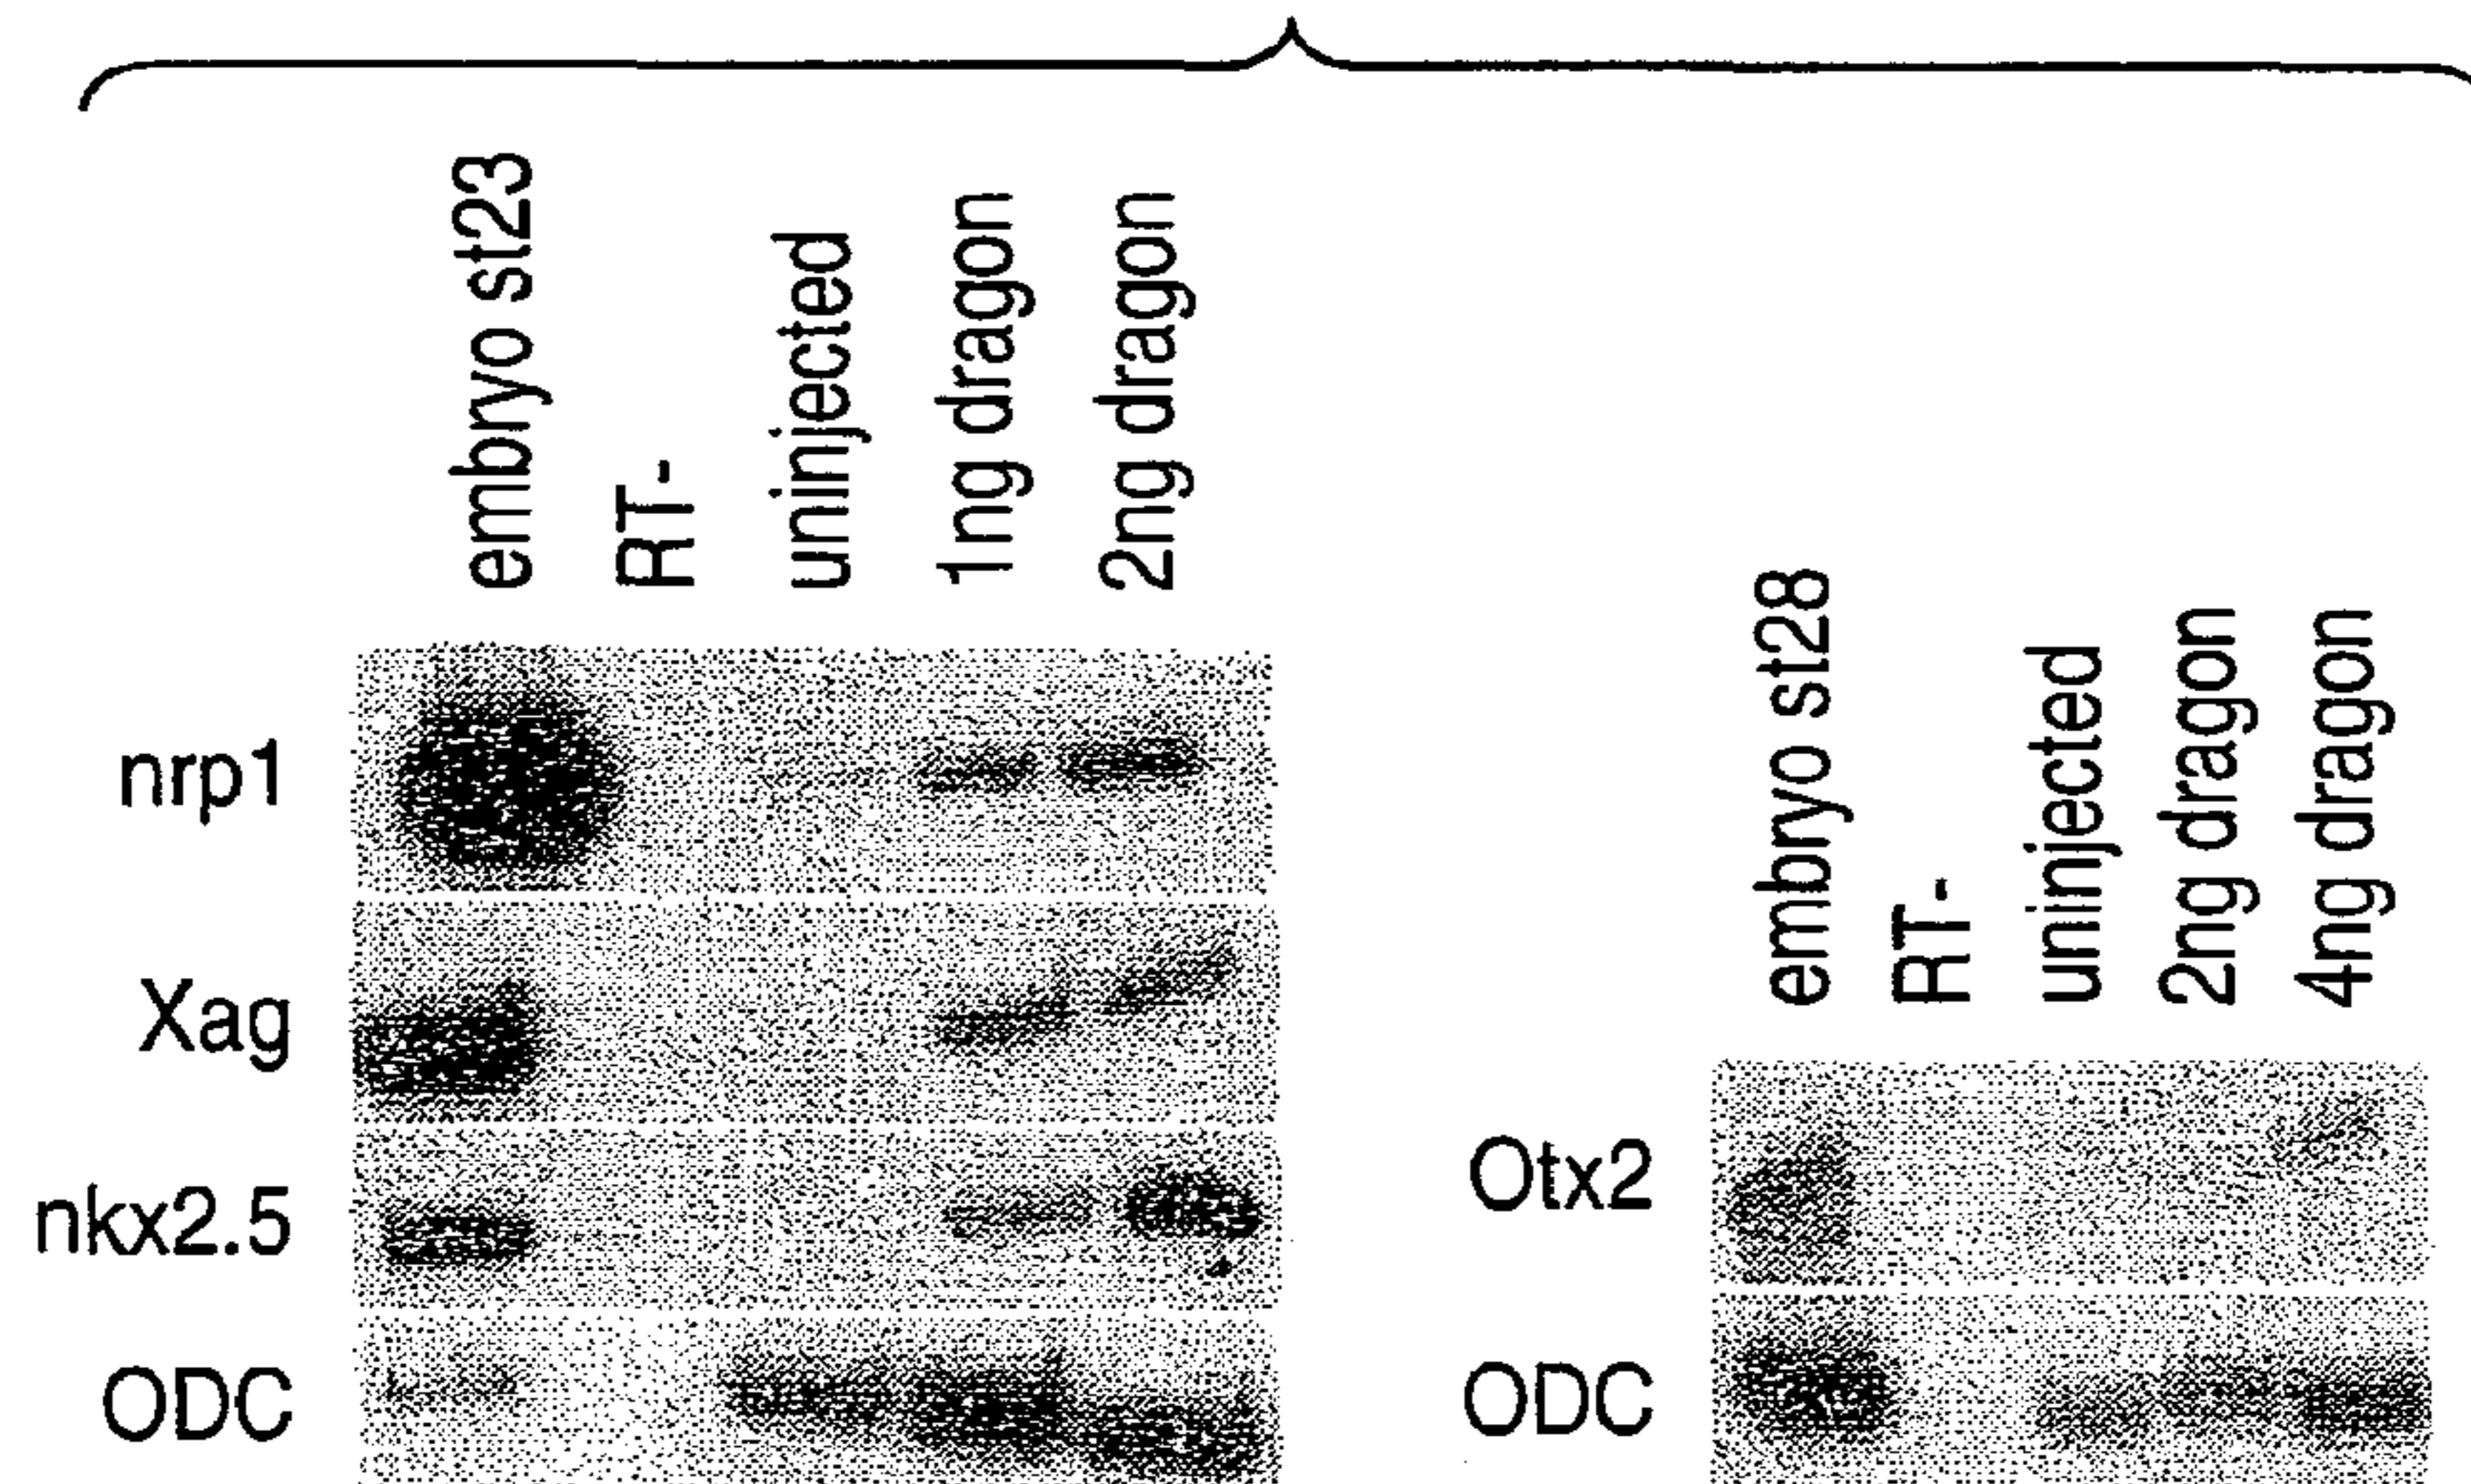 embryo st23
RT-
uninjected
1ng dragon
2ng dragon
nrp1
Xag
nkx2.5
ODC
embryo st28
RT-
uninjected
2ng dragon
4ng dragon
Otx2
ODC